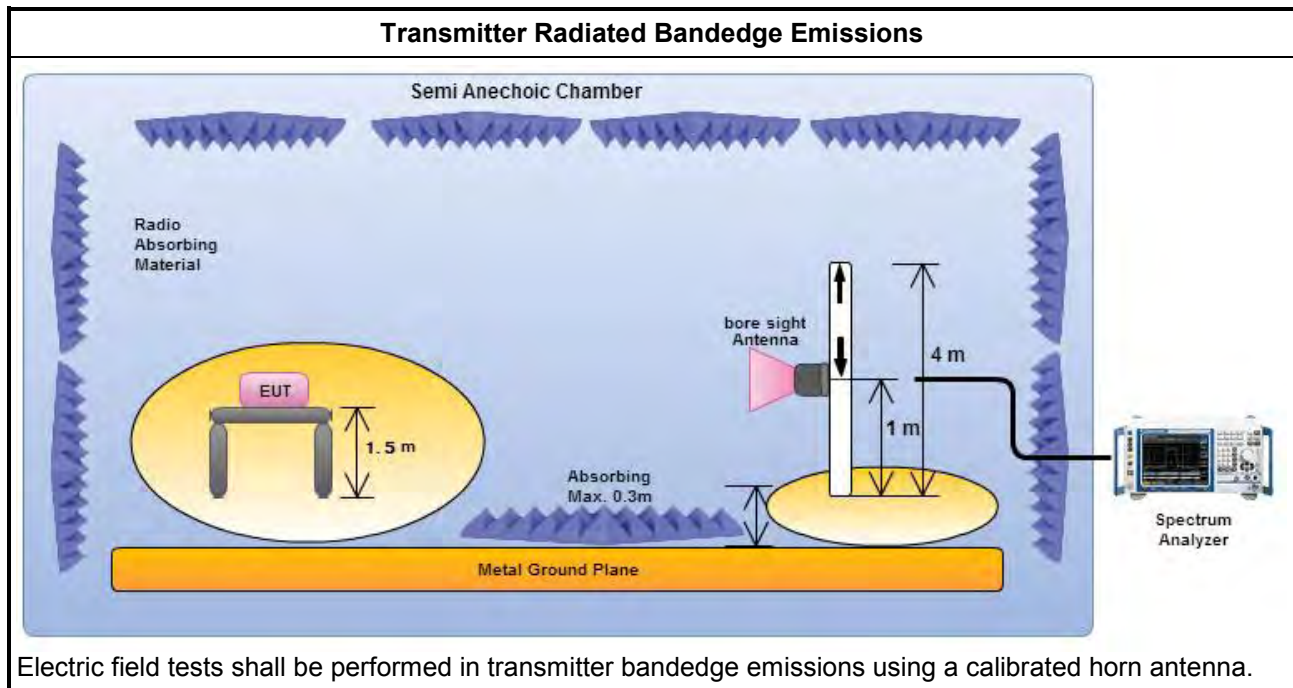 Transmitter Radiated Bandedge Emissions
Semi Anechoic Chamber
Radio
Absorbing
Material
bore sight
Antenna
4 m
EUT
1.5 m
1 m
Absorbing
Max. 0.3m
Spectrum
Analyzer
Metal Ground Plane
Electric field tests shall be performed in transmitter bandedge emissions using a calibrated horn antenna.